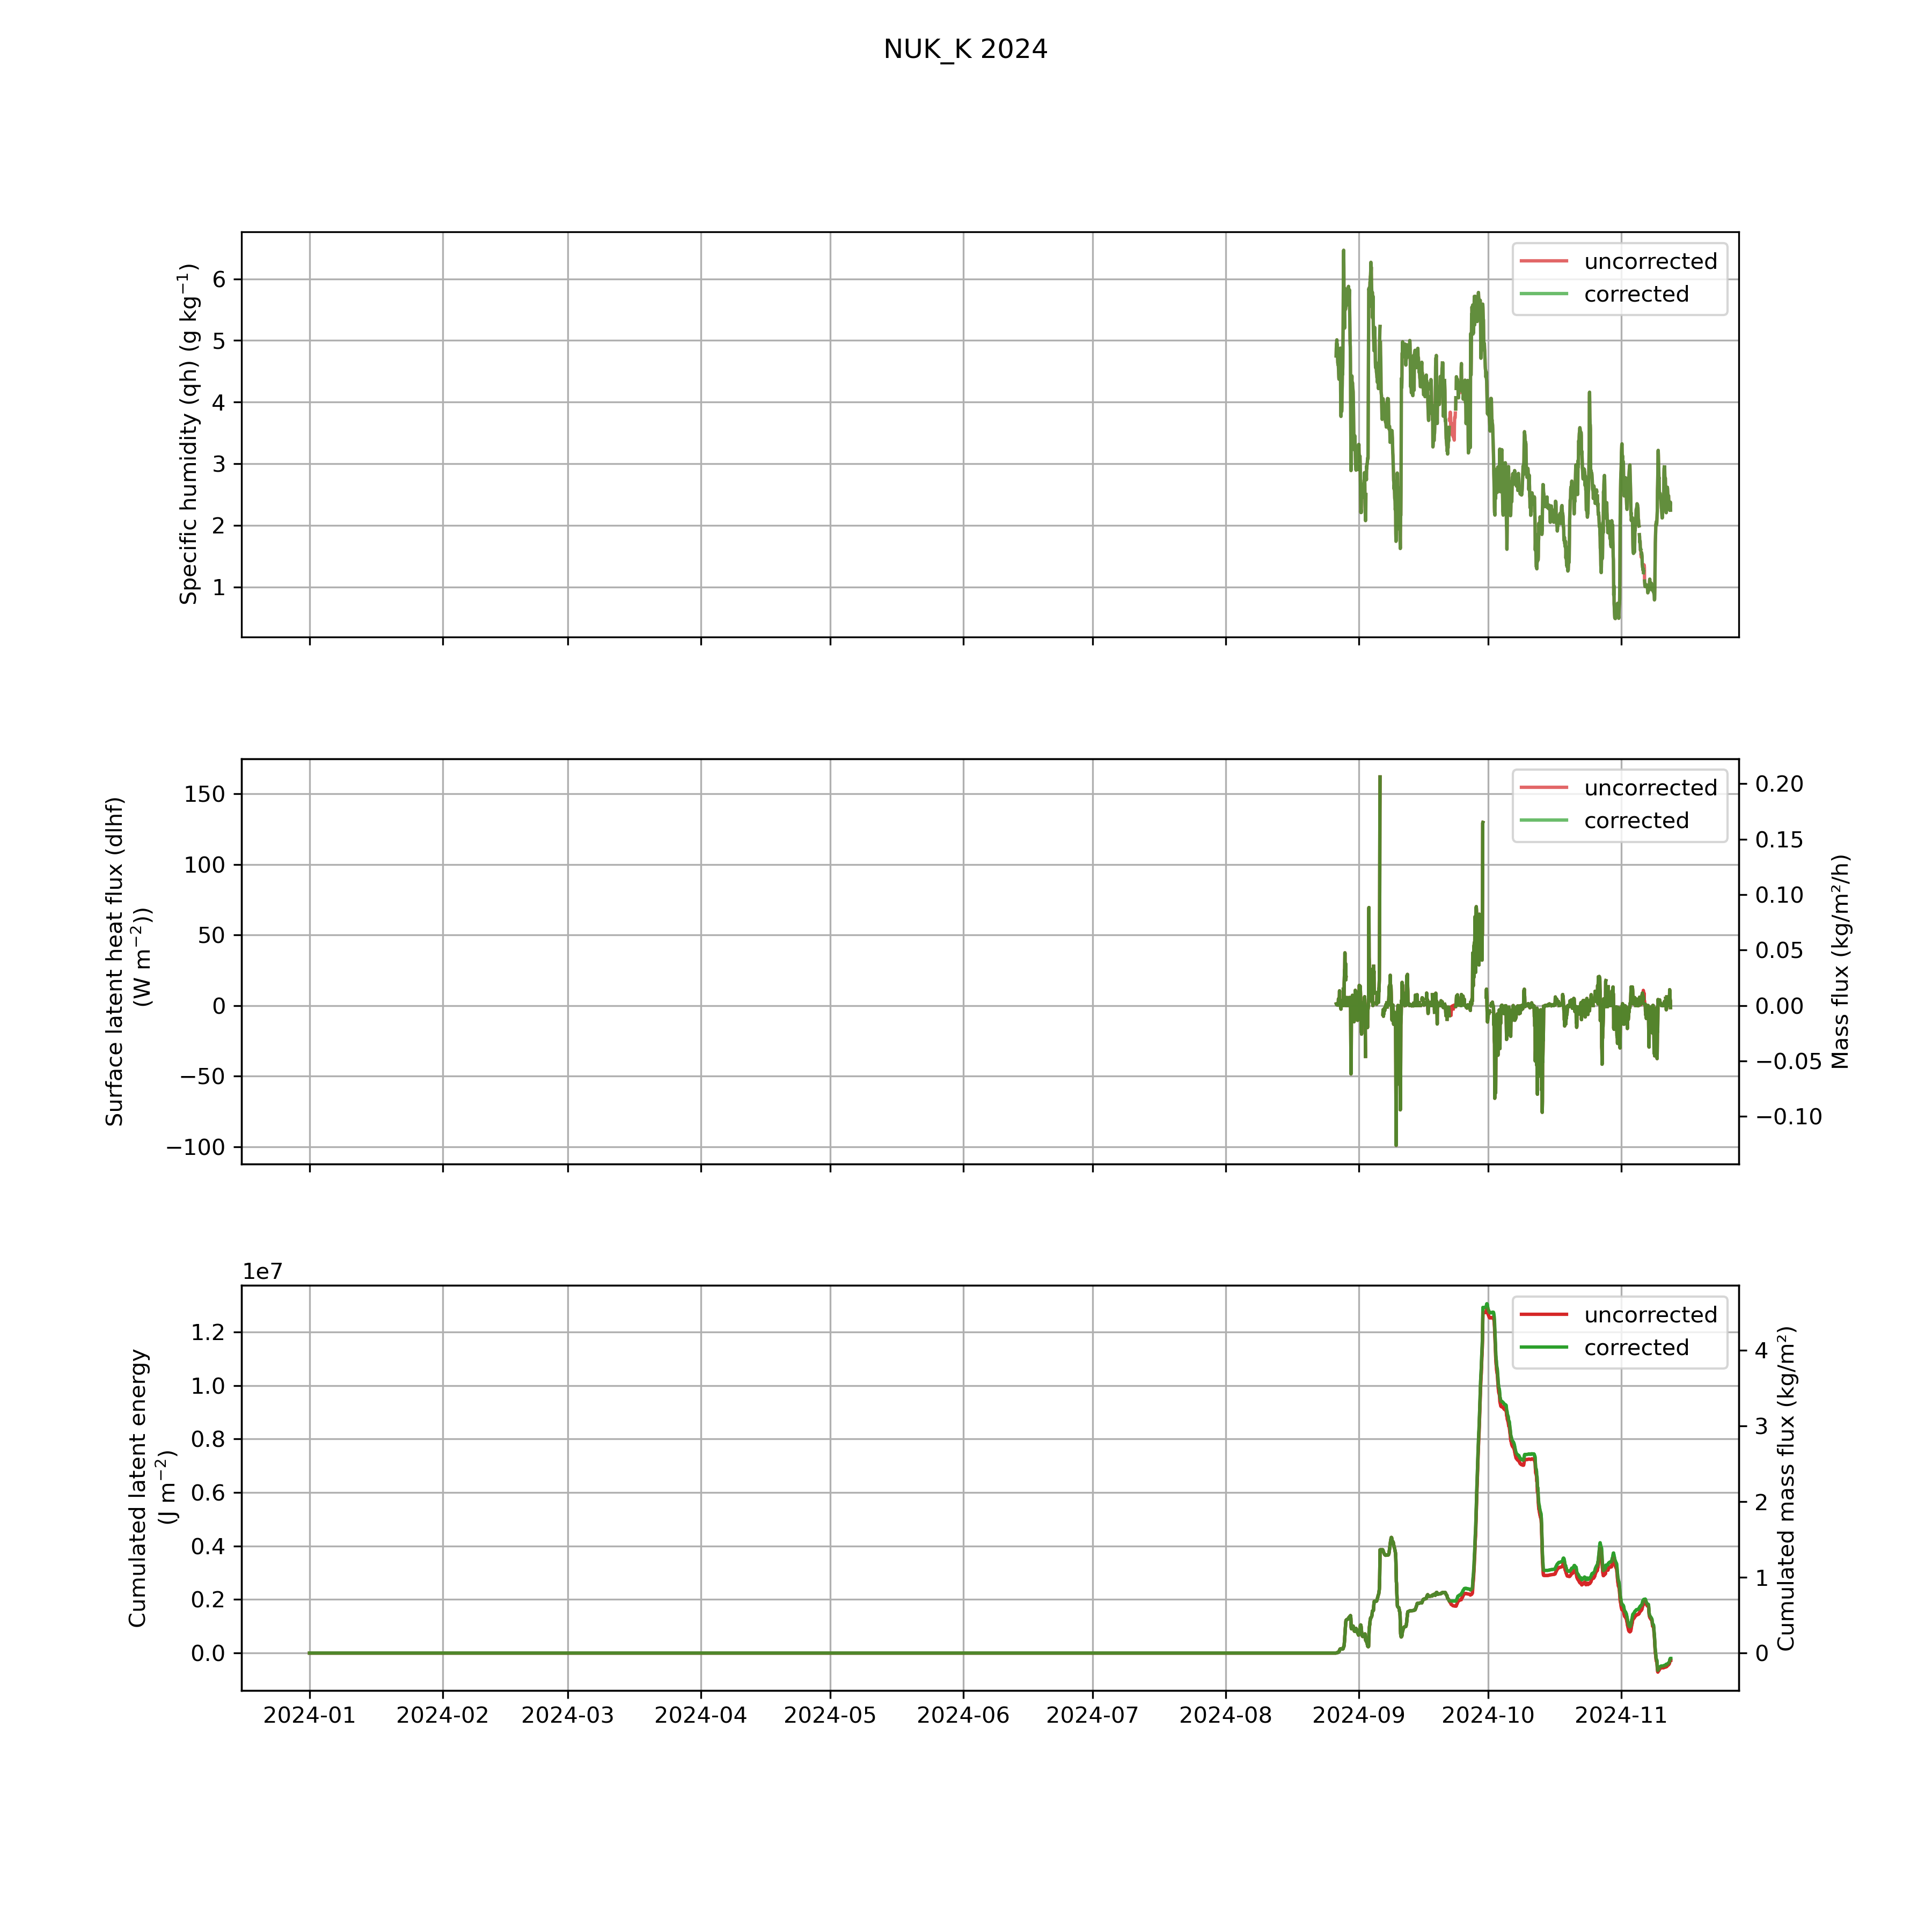 NUK_K 2024
Specific humidity (qh) (g kg⁻¹)
6
5
4
3
2
1
uncorrected
corrected
Surface latent heat flux (dlhf)
(W m⁻²))
150
100
50
0
−50
−100
uncorrected
corrected
0.20
0.15
0.10
0.05
0.00
−0.05
−0.10
Mass flux (kg/m²/h)
1e7
Cumulated latent energy
(J m⁻²)
1.2
1.0
0.8
0.6
0.4
0.2
0.0
uncorrected
corrected
4
3
2
1
0
Cumulated mass flux (kg/m²)
2024-01 2024-02 2024-03 2024-04 2024-05 2024-06 2024-07 2024-08 2024-09 2024-10 2024-11